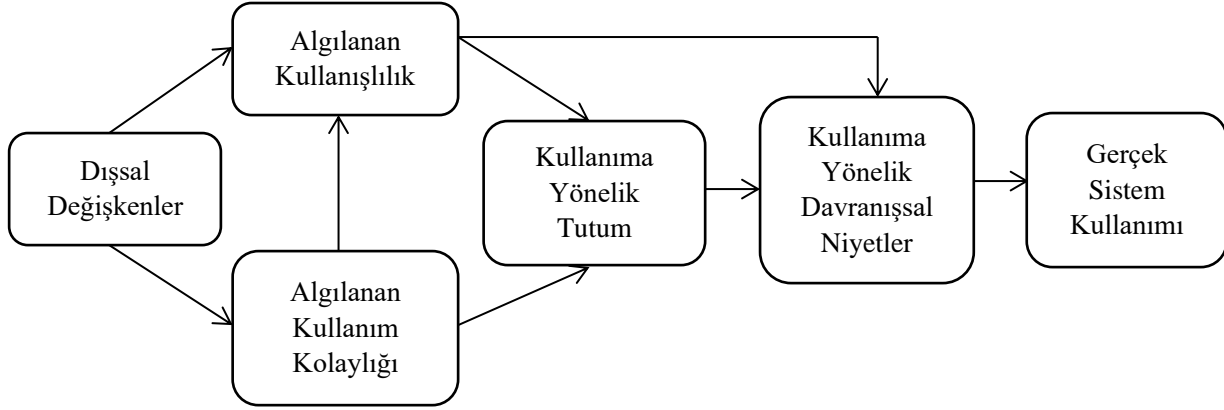 Algılanan
Kullanışlılık
Dışsal
Değişkenler
Algılanan
Kullanım
Kolaylığı
Kullanıma
Yönelik
Tutum
Kullanıma
Yönelik
Davranışsal
Niyetler
Gerçek
Sistem
Kullanımı